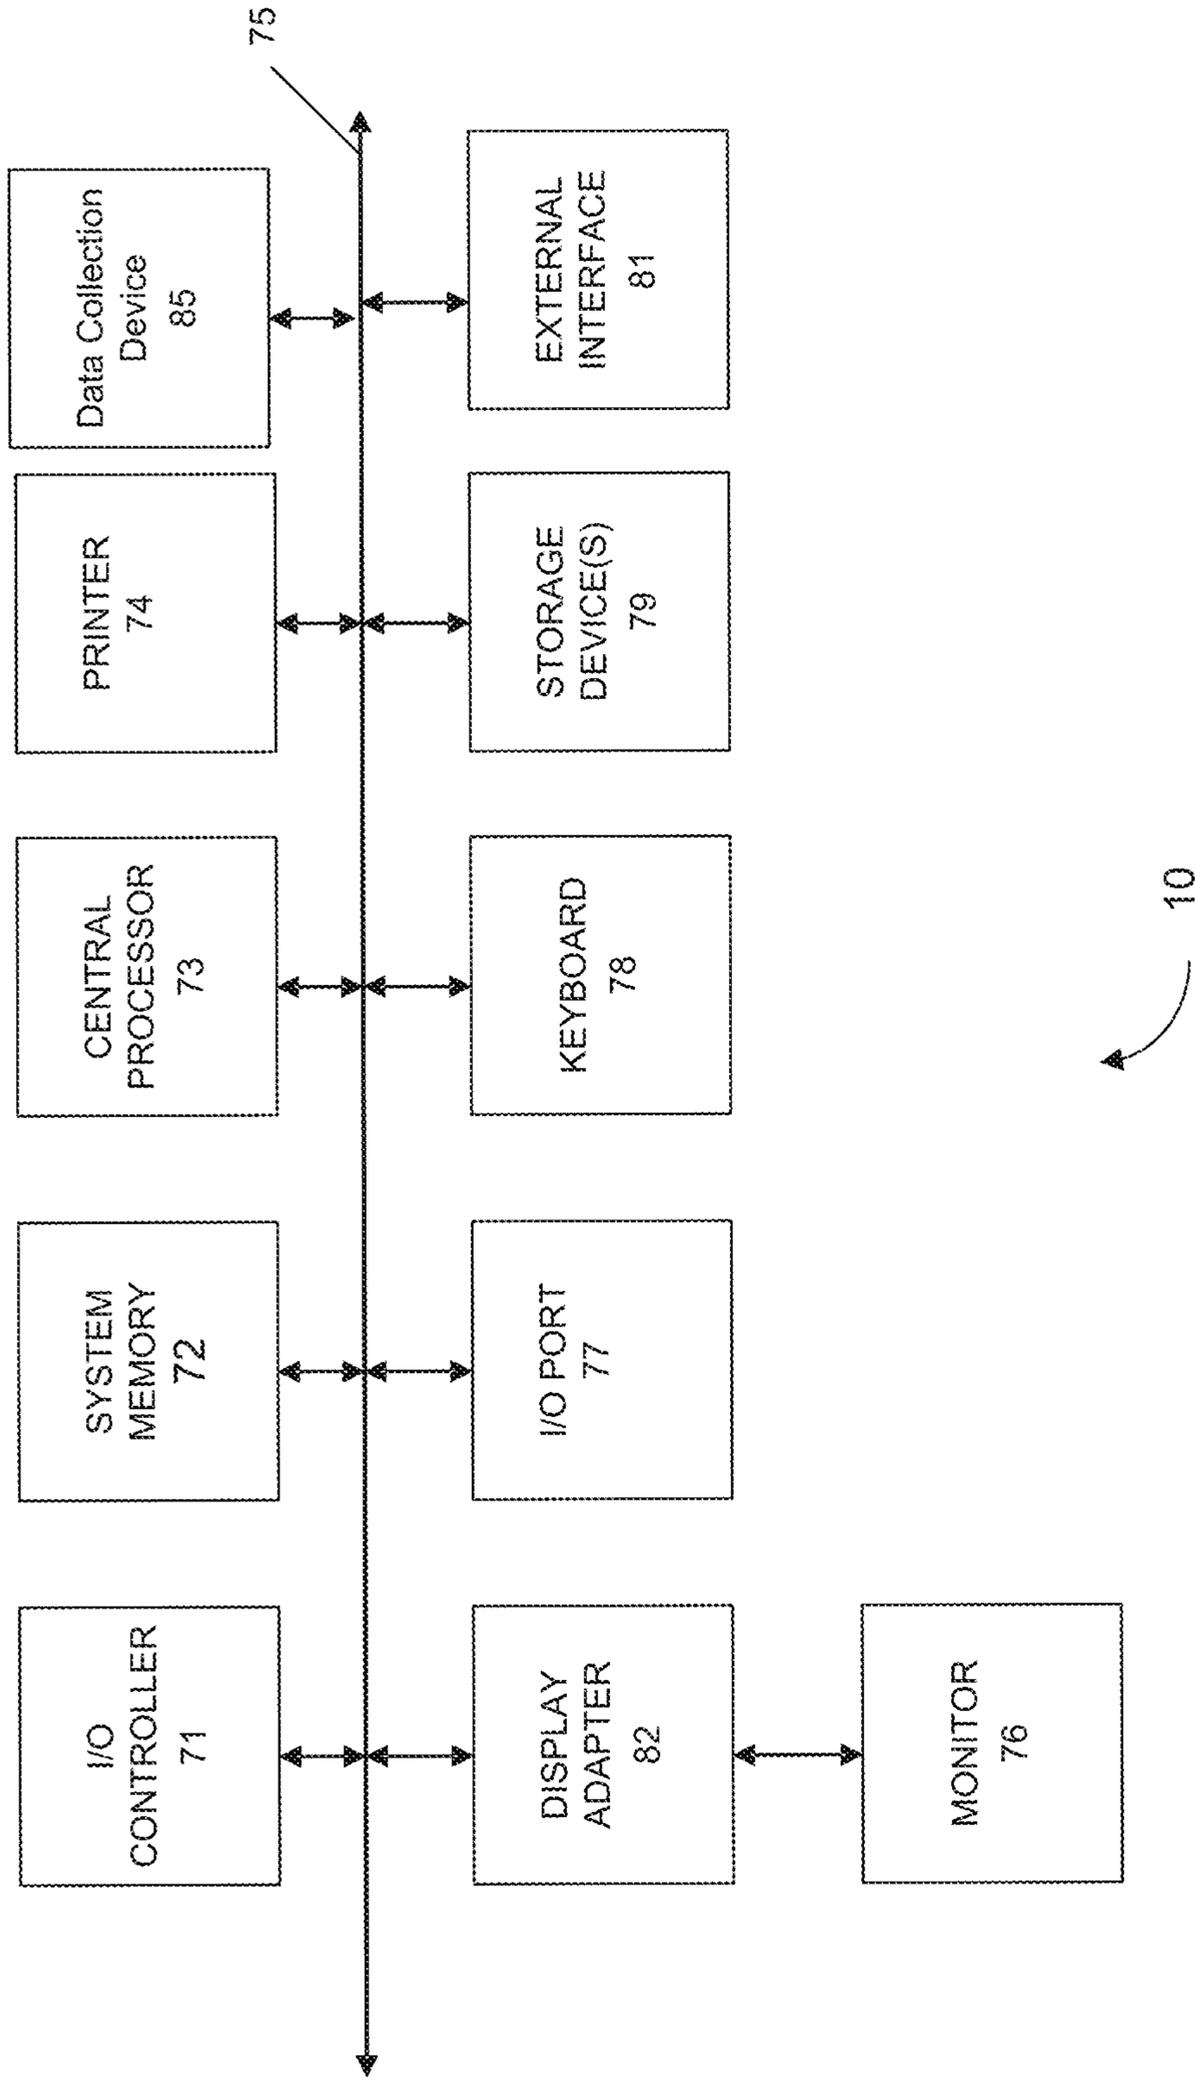 I/O
CONTROLLER
71
SYSTEM
MEMORY
72
CENTRAL
PROCESSOR
73
PRINTER
74
Data Collection
Device
85
75
DISPLAY
ADAPTER
82
I/O PORT
77
KEYBOARD
78
STORAGE
DEVICE(S)
79
EXTERNAL
INTERFACE
81
MONITOR
76
10